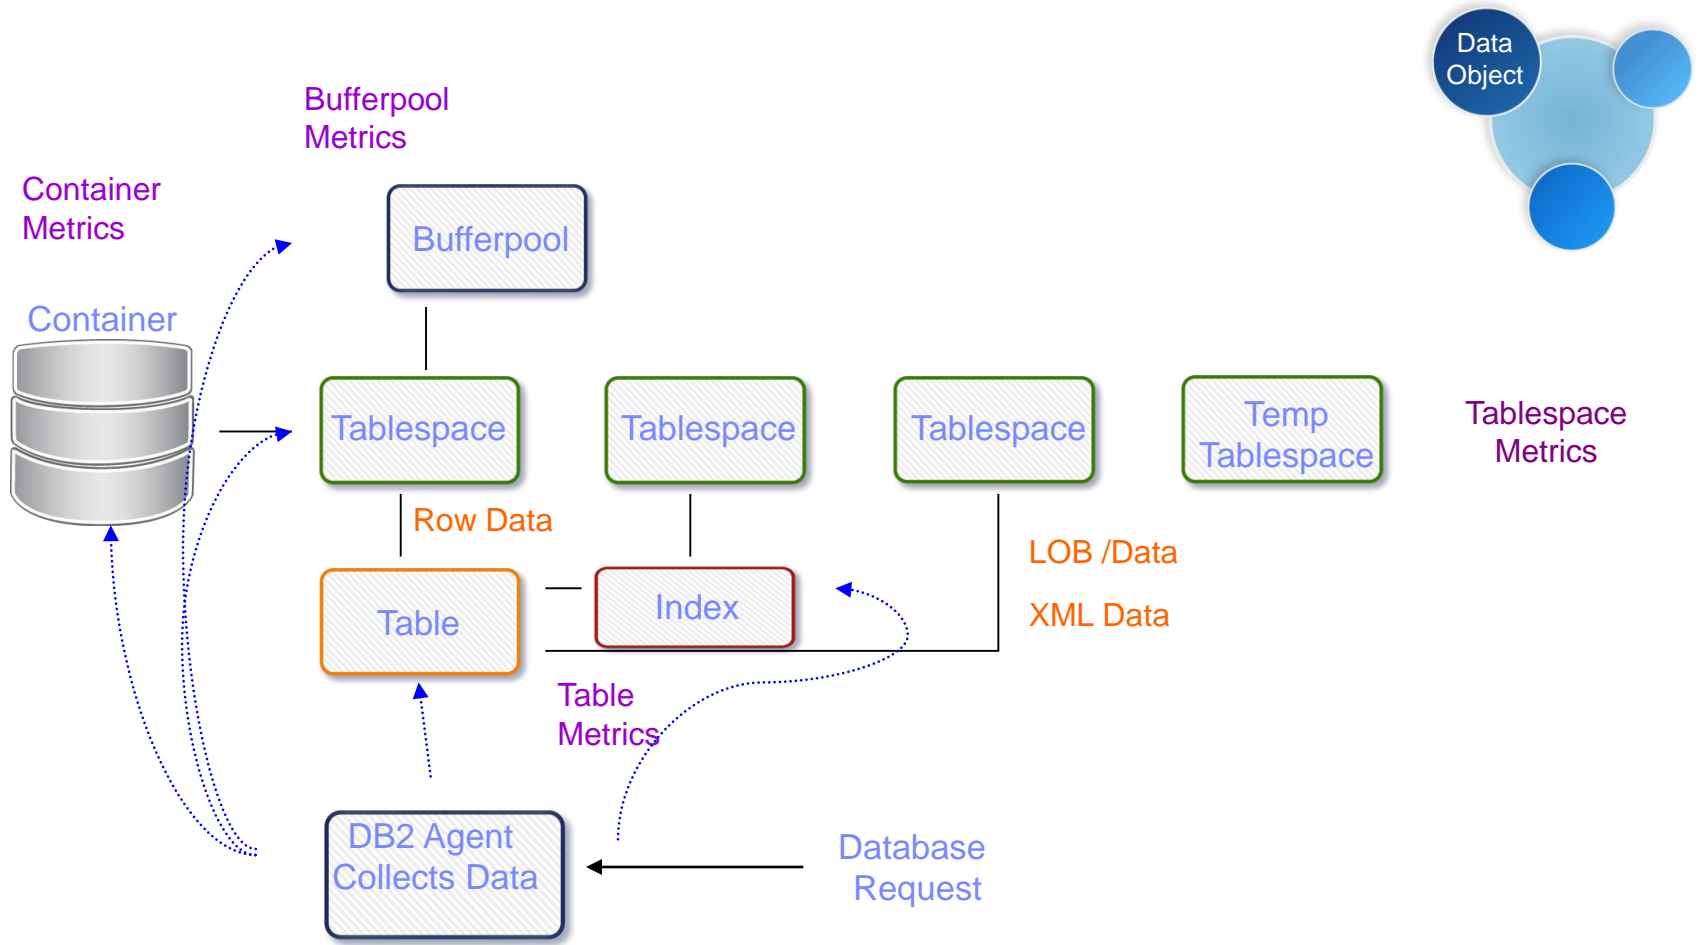 Data
Object
Bufferpool
Metrics
Container
Metrics
Bufferpool
Container
Tablespace
Tablespace
Tablespace
Temp
Tablespace
Tablespace
Metrics
Row Data
LOB /Data
XML Data
Table
Index
Table
Metrics
DB2 Agent
Collects Data
Database
Request